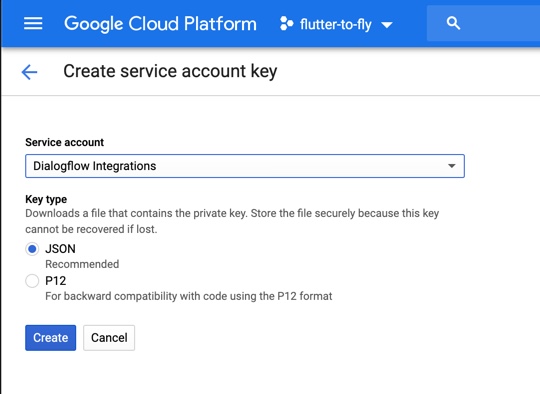 Google Cloud Platform flutter-to-fly
Create service account key
Service account
Dialogflow Integrations
Key type
Downloads a file that contains the private key. Store the file securely because this key
cannot be recovered if lost.
JSON
Recommended
P12
For backward compatibility with code using the P12 format
Create Cancel